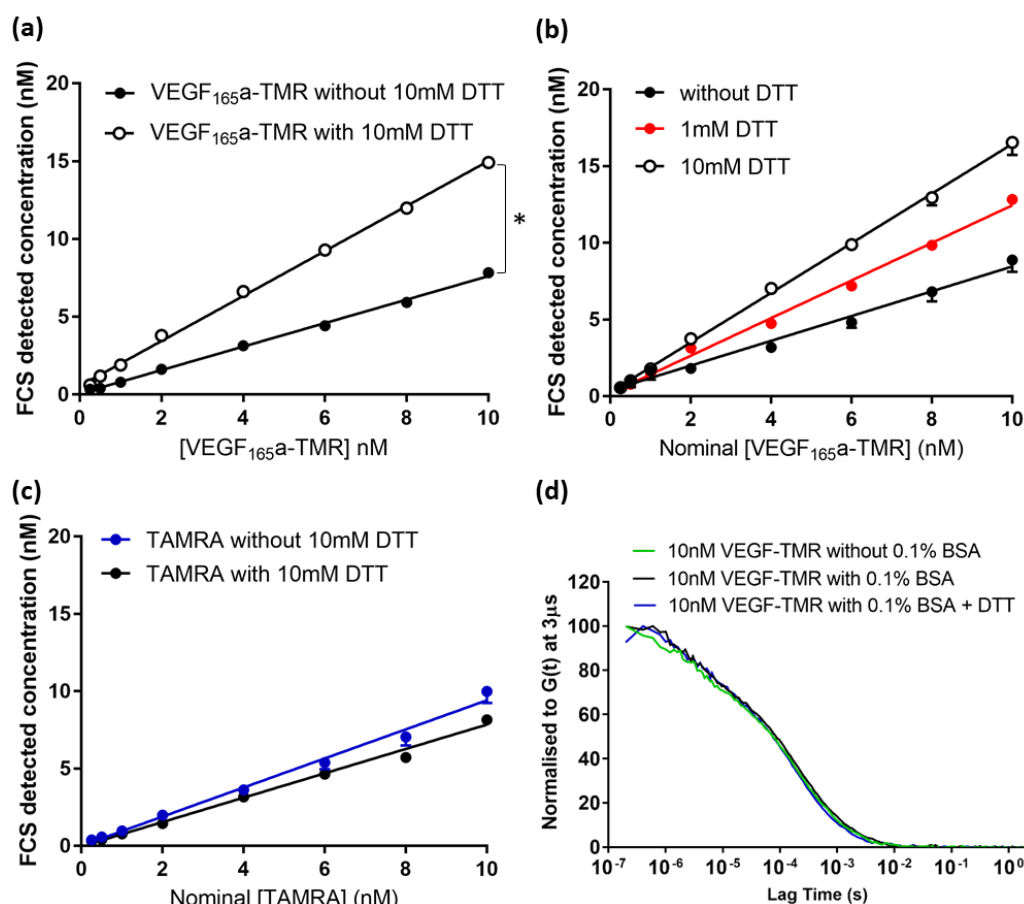 (a)
FCS detected concentration (nM)
20
15
10
5
0
VEGF₁₆₅a-TMR without 10mM DTT
VEGF₁₆₅a-TMR with 10mM DTT
*
0 2 4 6 8 10
[VEGF₁₆₅a-TMR] nM
(b)
FCS detected concentration (nM)
20
15
10
5
0
without DTT
1mM DTT
10mM DTT
0 2 4 6 8 10
Nominal [VEGF₁₆₅a-TMR] (nM)
(c)
FCS detected concentration (nM)
20
15
10
5
0
TAMRA without 10mM DTT
TAMRA with 10mM DTT
0 2 4 6 8 10
Nominal [TAMRA] (nM)
(d)
10nM VEGF-TMR without 0.1% BSA
10nM VEGF-TMR with 0.1% BSA
10nM VEGF-TMR with 0.1% BSA + DTT
Normalised to G(t) at 3µs
120
100
80
60
40
20
0
10⁻⁷ 10⁻⁶ 10⁻⁵ 10⁻⁴ 10⁻³ 10⁻² 10⁻¹ 10⁰
Lag Time (s)